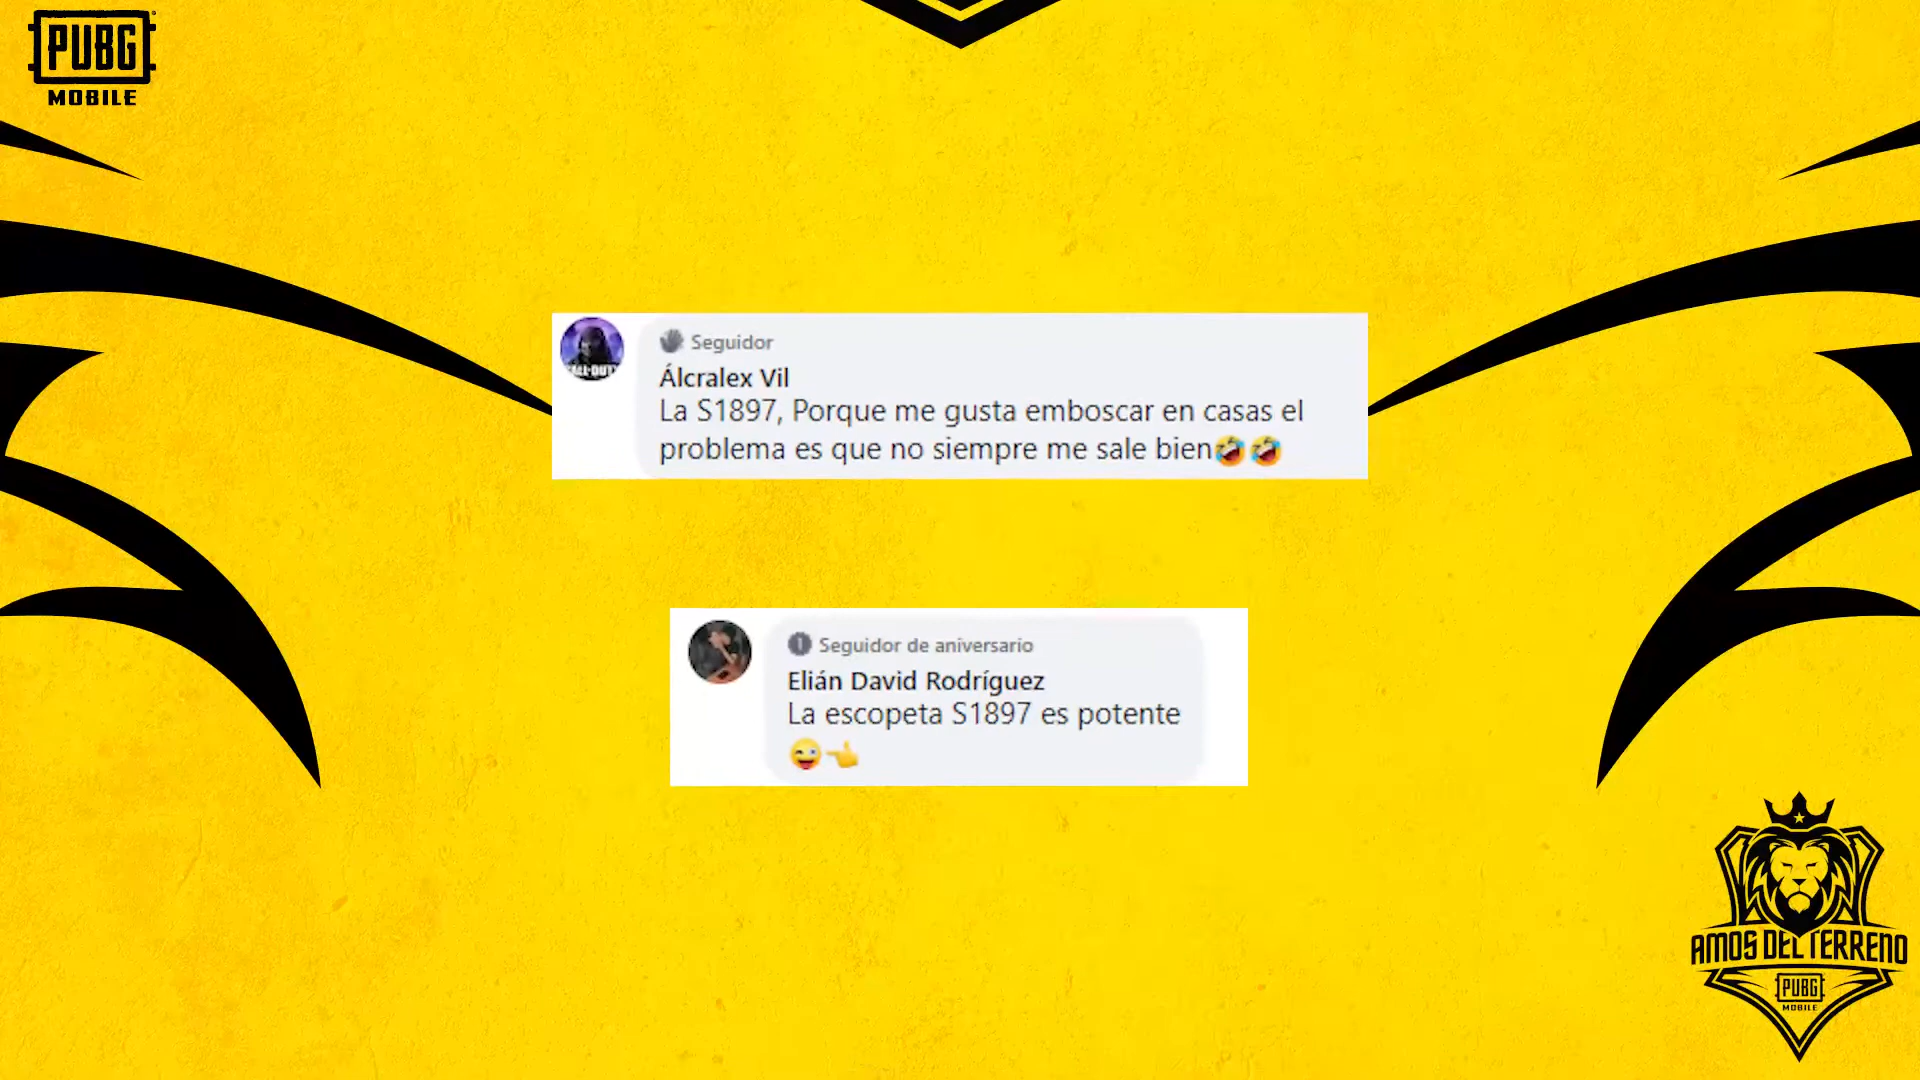 PUBG
MOBILE
Seguidor
Álcralex Vil
La S1897, Porque me gusta emboscar en casas el
problema es que no siempre me sale bien🤣🤣
Seguidor de aniversario
Elián David Rodríguez
La escopeta S1897 es potente
😜👈
AMOS DEL TERRENO
PUBG
MOBILE